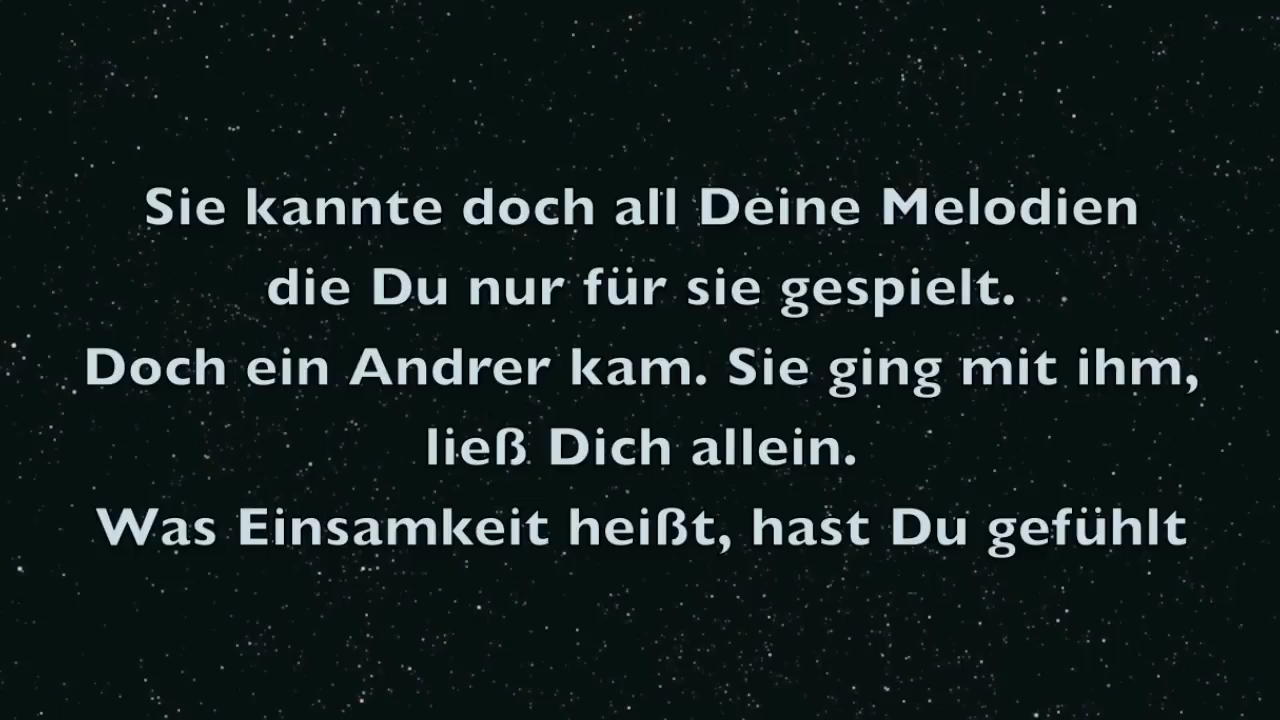 Sie kannte doch all Deine Melodien
die Du nur für sie gespielt.
Doch ein Andrer kam. Sie ging mit ihm,
ließ Dich allein.
Was Einsamkeit heißt, hast Du gefühlt